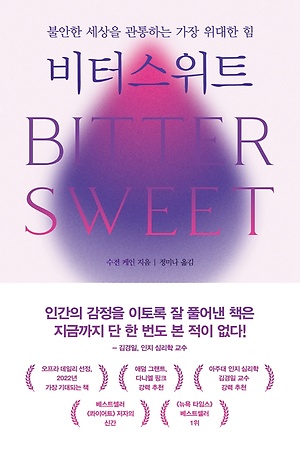 불안한 세상을 관통하는 가장 위대한 힘
비터스위트
BITTER
SWEET
수전 케인 지음 | 정미나 옮김
인간의 감정을 이토록 잘 풀어낸 책은
지금까지 단 한 번도 본 적이 없다!
– 김경일, 인지 심리학 교수
오프라 데일리 선정,
2022년
가장 기대되는 책
애덤 그랜트,
다니엘 핑크
강력 추천
아주대 인지 심리학
김경일 교수
강력 추천
베스트셀러
《콰이어트》 저자의
신간
《뉴욕 타임스》
베스트셀러
1위